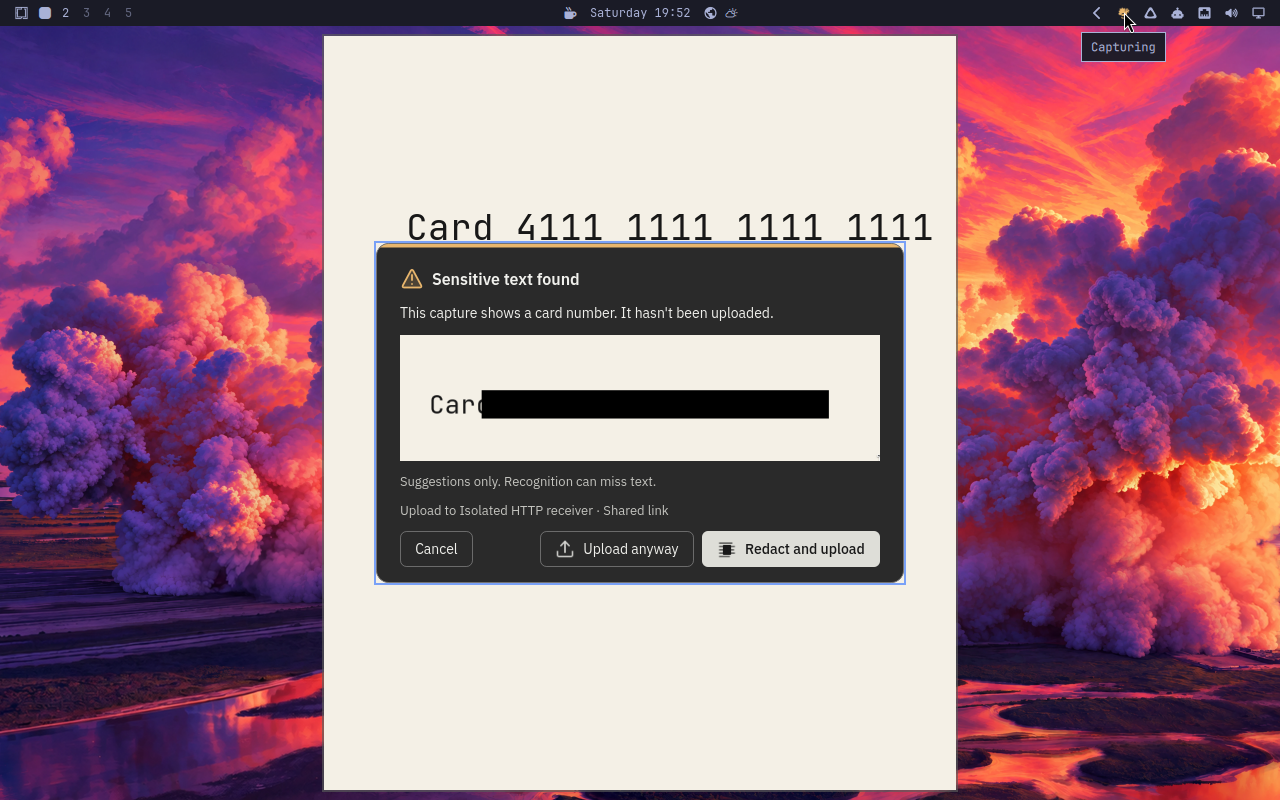 2 3 4 5
Saturday 19:52
Capturing
Card 4111 1111 1111 1111
Sensitive text found
This capture shows a card number. It hasn't been uploaded.
Card
Suggestions only. Recognition can miss text.
Upload to Isolated HTTP receiver · Shared link
Cancel
Upload anyway
Redact and upload